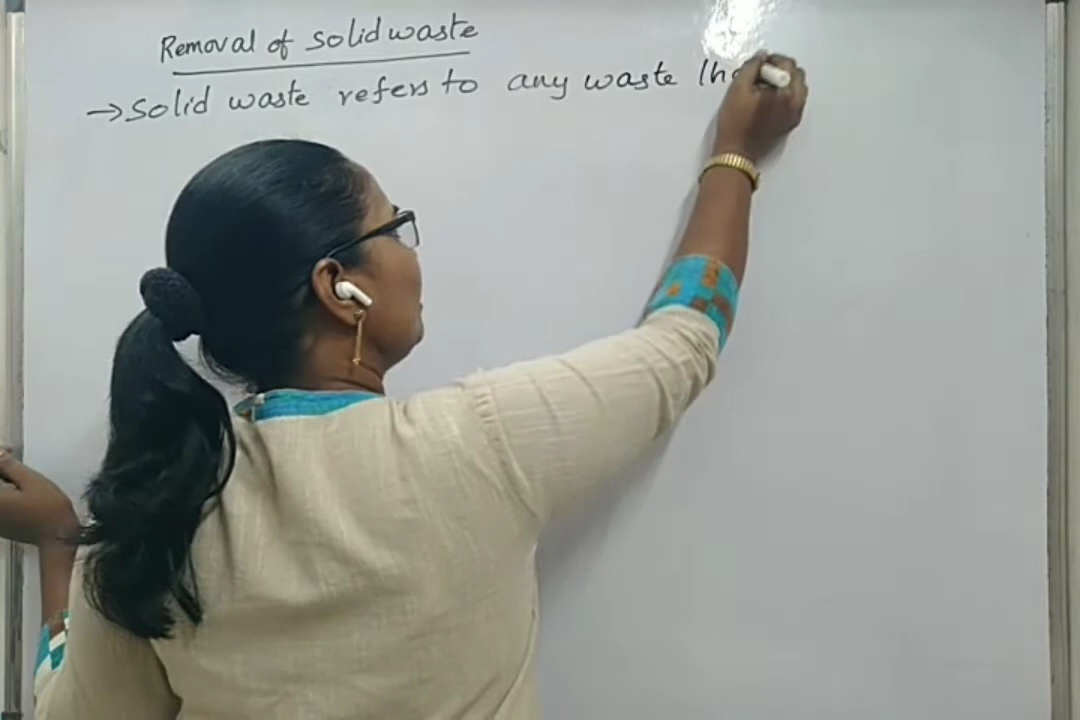 Removal of solid waste
→ Solid waste refers to any waste